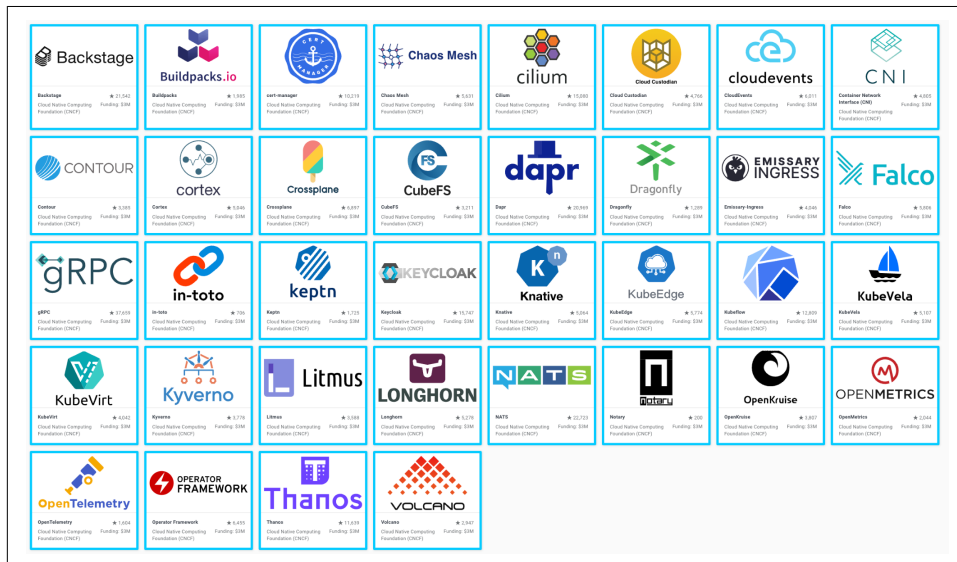 Backstage
Buildpacks.io
CERT
MANAGER
Chaos Mesh
cilium
Cloud Custodian
cloudevents
CNI
Backstage ★ 21,542
Cloud Native Computing Funding: $3M
Foundation (CNCF)
Buildpacks ★ 1,985
Cloud Native Computing Funding: $3M
Foundation (CNCF)
cert-manager ★ 10,219
Cloud Native Computing Funding: $3M
Foundation (CNCF)
Chaos Mesh ★ 5,631
Cloud Native Computing Funding: $3M
Foundation (CNCF)
Cilium ★ 15,080
Cloud Native Computing Funding: $3M
Foundation (CNCF)
Cloud Custodian ★ 4,766
Cloud Native Computing Funding: $3M
Foundation (CNCF)
CloudEvents ★ 6,011
Cloud Native Computing Funding: $3M
Foundation (CNCF)
Container Network ★ 4,805
Interface (CNI)
Cloud Native Computing Funding: $3M
Foundation (CNCF)
CONTOUR
cortex
Crossplane
FS
CubeFS
dapr
Dragonfly
EMISSARY
INGRESS
Falco
Contour ★ 3,385
Cloud Native Computing Funding: $3M
Foundation (CNCF)
Cortex ★ 5,046
Cloud Native Computing Funding: $3M
Foundation (CNCF)
Crossplane ★ 6,897
Cloud Native Computing Funding: $3M
Foundation (CNCF)
CubeFS ★ 3,211
Cloud Native Computing Funding: $3M
Foundation (CNCF)
Dapr ★ 20,969
Cloud Native Computing Funding: $3M
Foundation (CNCF)
Dragonfly ★ 1,289
Cloud Native Computing Funding: $3M
Foundation (CNCF)
Emissary-Ingress ★ 4,046
Cloud Native Computing Funding: $3M
Foundation (CNCF)
Falco ★ 5,806
Cloud Native Computing Funding: $3M
Foundation (CNCF)
gRPC
in-toto
keptn
KEYCLOAK
K n
Knative
KubeEdge
KubeVela
gRPC ★ 37,659
Cloud Native Computing Funding: $3M
Foundation (CNCF)
in-toto ★ 706
Cloud Native Computing Funding: $3M
Foundation (CNCF)
Keptn ★ 1,729
Cloud Native Computing Funding: $3M
Foundation (CNCF)
Keycloak ★ 15,747
Cloud Native Computing Funding: $3M
Foundation (CNCF)
Knative ★ 5,064
Cloud Native Computing Funding: $3M
Foundation (CNCF)
KubeEdge ★ 5,774
Cloud Native Computing Funding: $3M
Foundation (CNCF)
Kubeflow ★ 12,809
Cloud Native Computing Funding: $3M
Foundation (CNCF)
KubeVela ★ 5,107
Cloud Native Computing Funding: $3M
Foundation (CNCF)
KubeVirt
Kyverno
L Litmus
LONGHORN
NATS
Notary
OpenKruise
OPENMETRICS
KubeVirt ★ 4,042
Cloud Native Computing Funding: $3M
Foundation (CNCF)
Kyverno ★ 3,778
Cloud Native Computing Funding: $3M
Foundation (CNCF)
Litmus ★ 3,588
Cloud Native Computing Funding: $3M
Foundation (CNCF)
Longhorn ★ 5,278
Cloud Native Computing Funding: $3M
Foundation (CNCF)
NATS ★ 22,723
Cloud Native Computing Funding: $3M
Foundation (CNCF)
Notary ★ 200
Cloud Native Computing Funding: $3M
Foundation (CNCF)
OpenKruise ★ 3,807
Cloud Native Computing Funding: $3M
Foundation (CNCF)
OpenMetrics ★ 2,044
Cloud Native Computing Funding: $3M
Foundation (CNCF)
OpenTelemetry
OPERATOR
FRAMEWORK
Thanos
VOLCANO
OpenTelemetry ★ 1,604
Cloud Native Computing Funding: $3M
Foundation (CNCF)
Operator Framework ★ 6,455
Cloud Native Computing Funding: $3M
Foundation (CNCF)
Thanos ★ 11,639
Cloud Native Computing Funding: $3M
Foundation (CNCF)
Volcano ★ 2,947
Cloud Native Computing Funding: $3M
Foundation (CNCF)